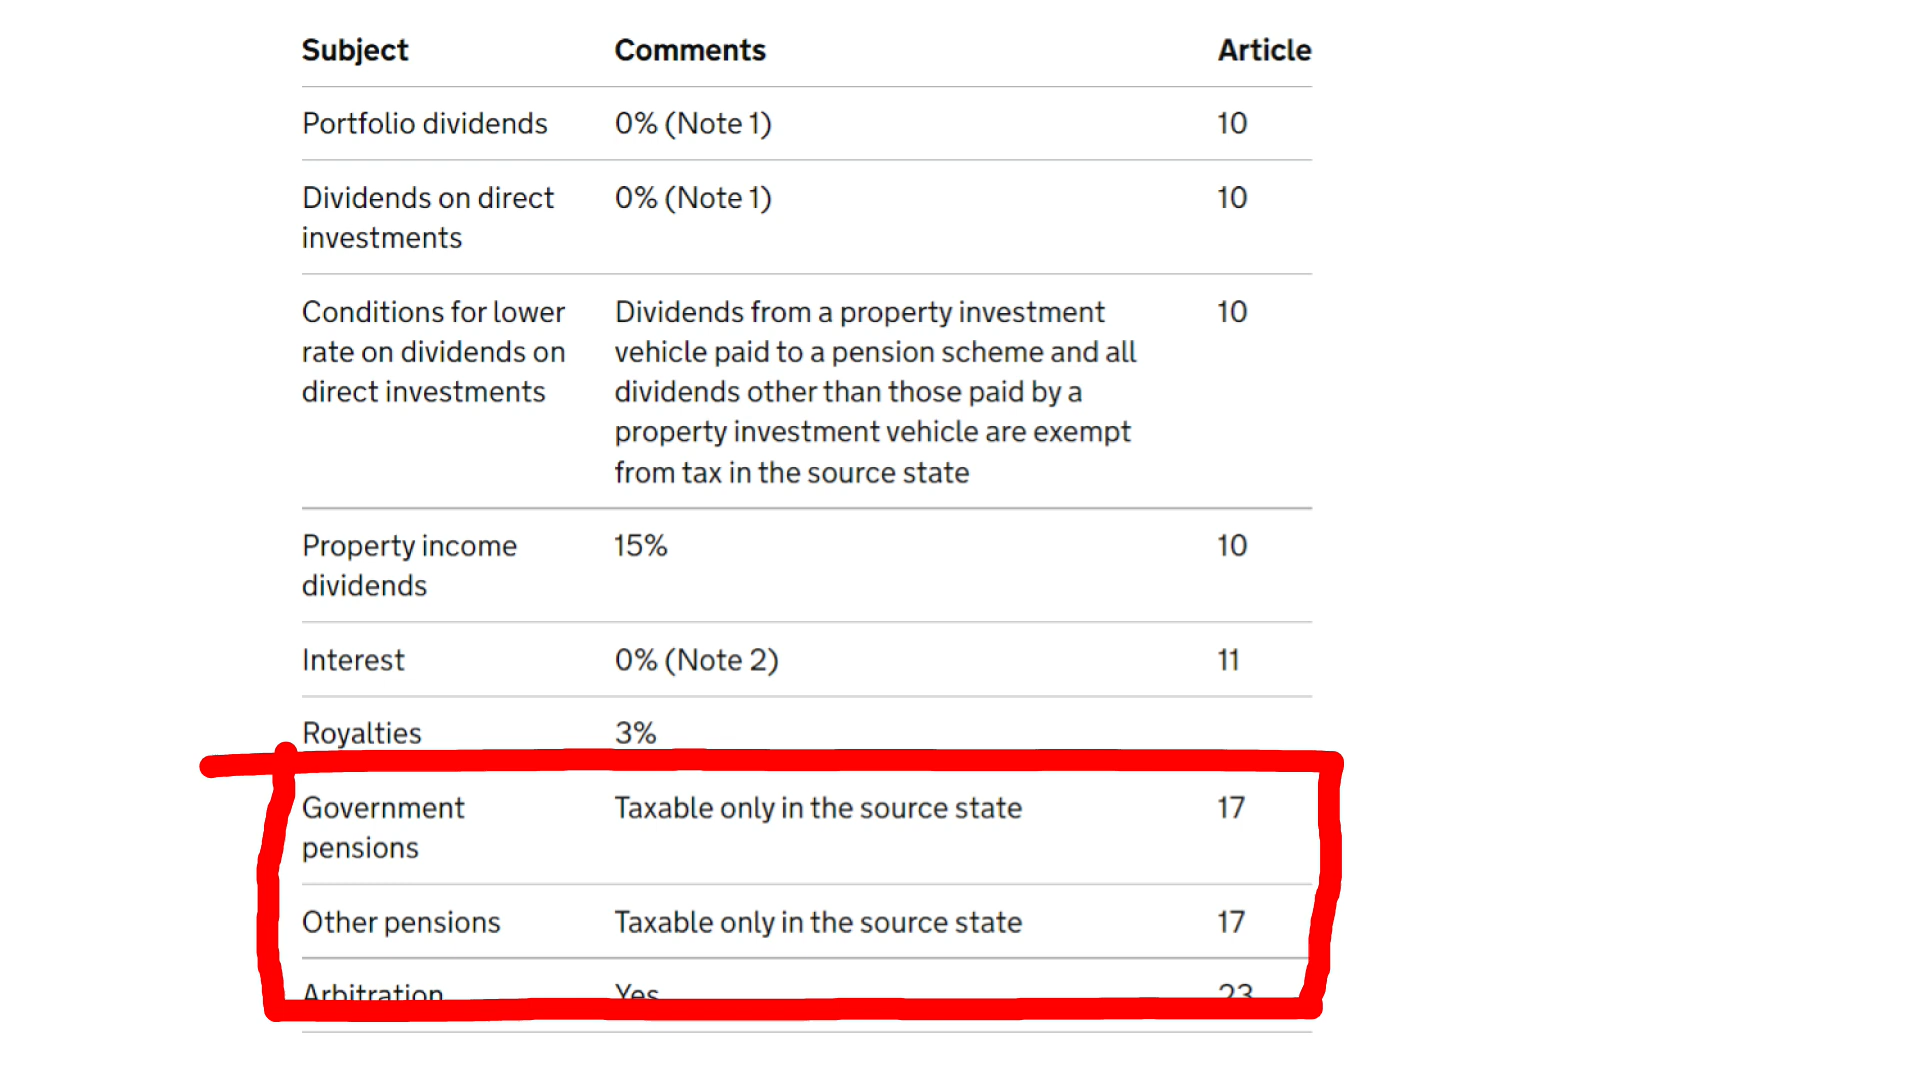 Subject Comments Article
Portfolio dividends 0% (Note 1) 10
Dividends on direct 0% (Note 1) 10
investments
Conditions for lower Dividends from a property investment 10
rate on dividends on vehicle paid to a pension scheme and all
direct investments dividends other than those paid by a
property investment vehicle are exempt
from tax in the source state
Property income 15% 10
dividends
Interest 0% (Note 2) 11
Royalties 3%
Government Taxable only in the source state 17
pensions
Other pensions Taxable only in the source state 17
Arbitration Yes 23